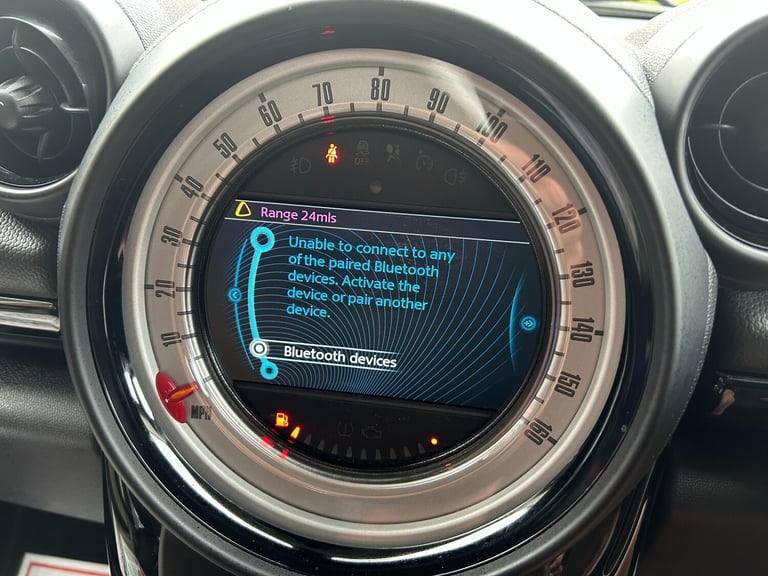 10
20
30
40
50
60
70
80
90
100
110
120
130
140
150
160
MPH
OFF
Range 24mls
Unable to connect to any
of the paired Bluetooth
devices. Activate the
device or pair another
device.
Bluetooth devices